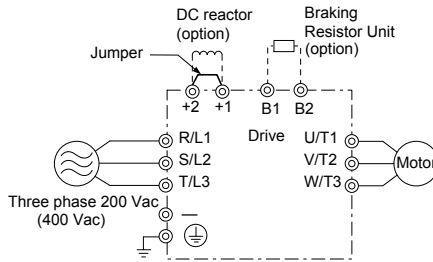 DC reactor
(option)
Braking
Resistor Unit
(option)
Jumper
+2
+1
B1
B2
R/L1
Drive
U/T1
S/L2
V/T2
Motor
T/L3
W/T3
Three phase 200 Vac
(400 Vac)
—